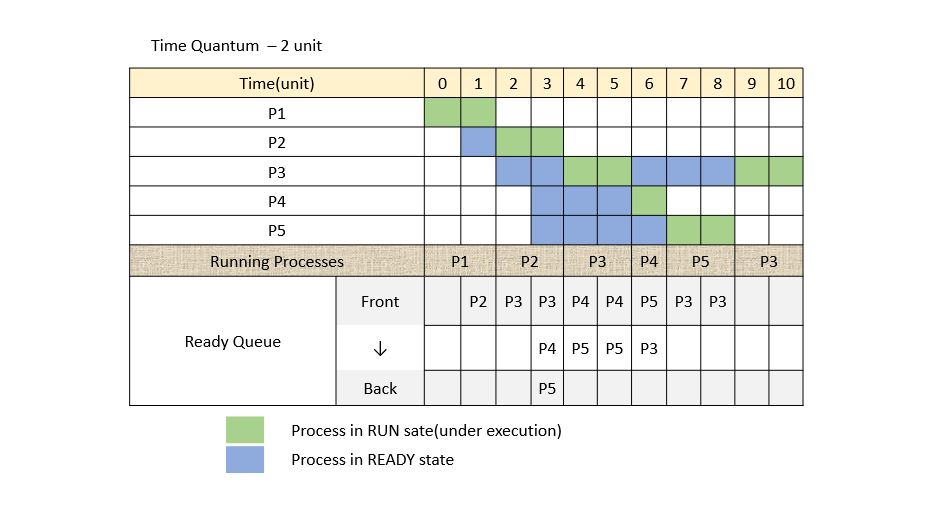 Time Quantum – 2 unit
Time(unit) 0 1 2 3 4 5 6 7 8 9 10
P1
P2
P3
P4
P5
Running Processes P1 P2 P3 P4 P5 P3
Front P2 P3 P3 P4 P4 P5 P3 P3
Ready Queue
↓ P4 P5 P5 P3
Back P5
Process in RUN sate(under execution)
Process in READY state